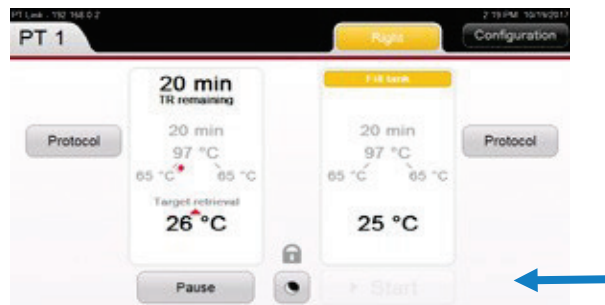 PT Link - 192.168.0.2
2:19 PM 10/19/2017
PT 1
Right
Configuration
20 min
TR remaining
Fill tank
Protocol
20 min
97 °C
65 °C 65 °C
Target retrieval
26 °C
20 min
97 °C
65 °C 65 °C
25 °C
Protocol
Pause
Start